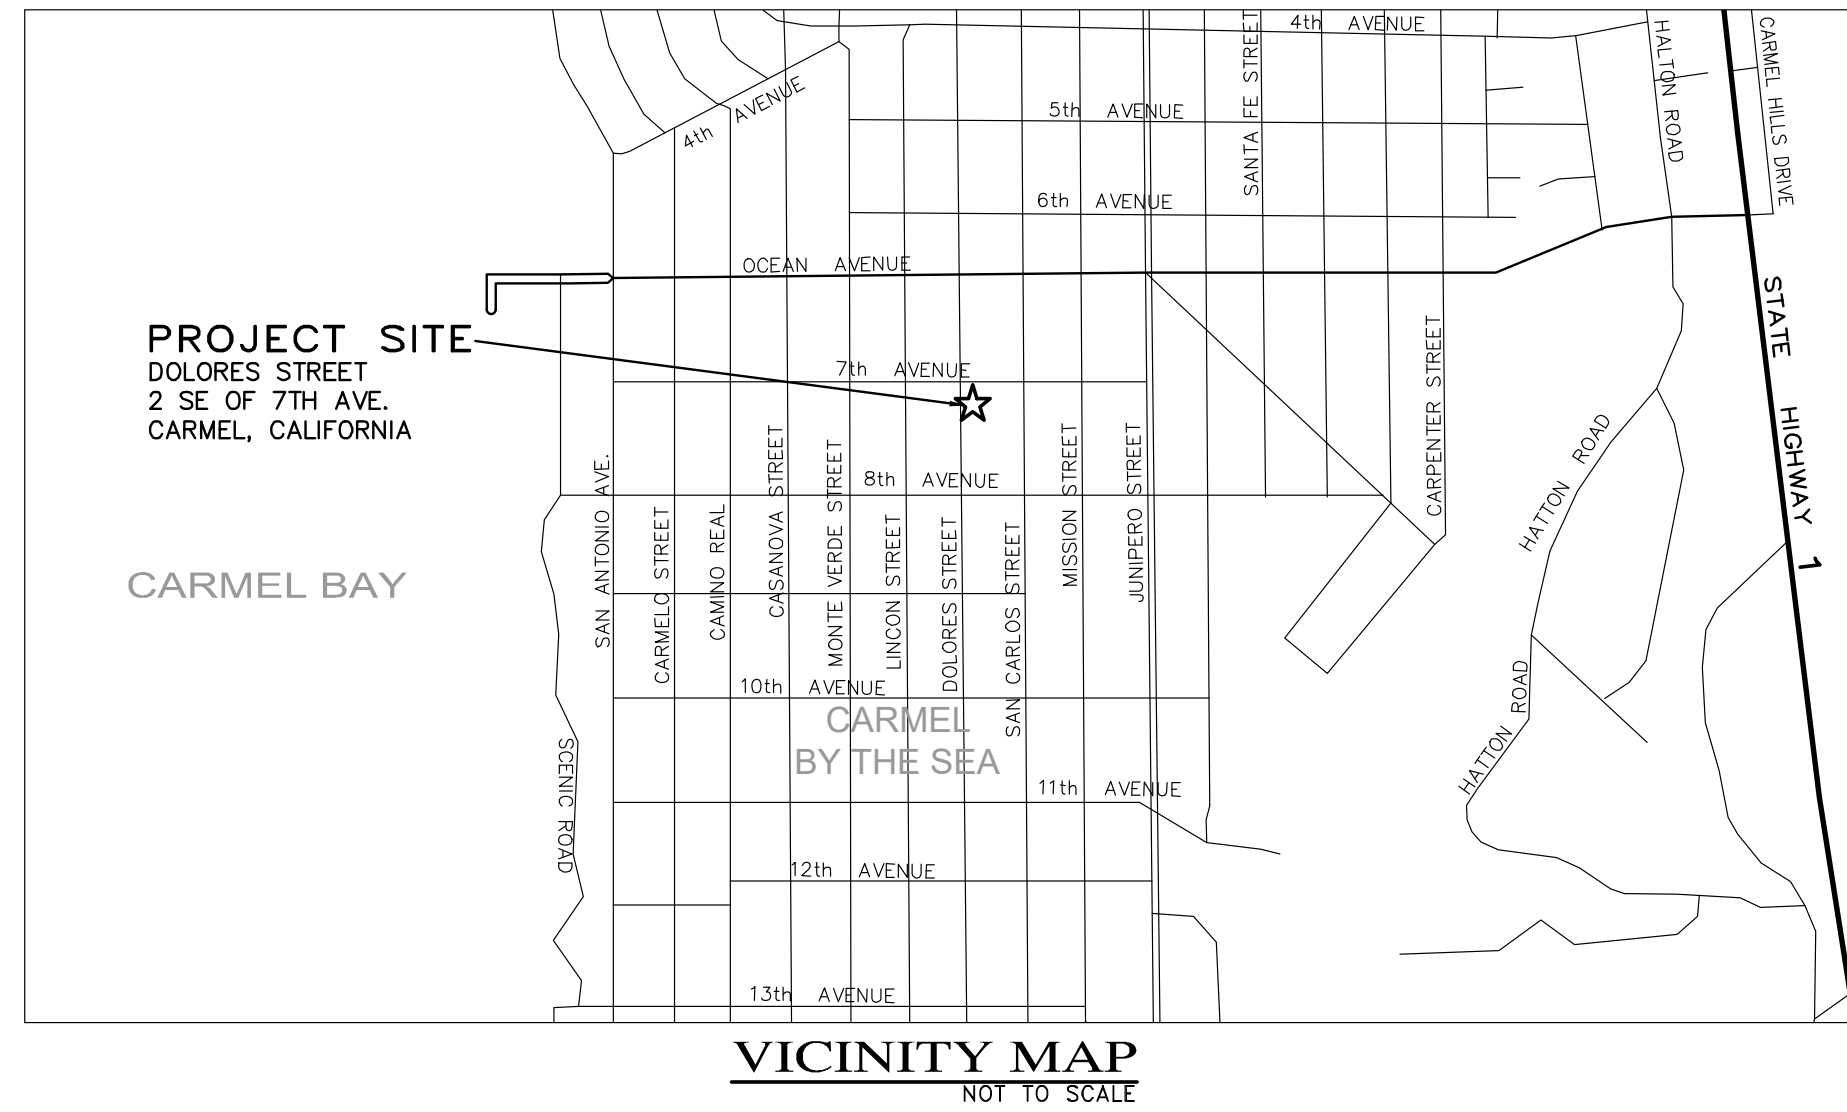 4th AVENUE
HALTON ROAD
CARMEL HILLS DRIVE
SANTA FE STREET
4th AVENUE
5th AVENUE
6th AVENUE
OCEAN AVENUE
PROJECT SITE
DOLORES STREET
2 SE OF 7TH AVE.
CARMEL, CALIFORNIA
7th AVENUE
8th AVENUE
STATE HIGHWAY 1
CARPENTER STREET
HATTON ROAD
HATTON ROAD
SAN ANTONIO AVE.
CARMELO STREET
CAMINO REAL
CASANOVA STREET
MONTE VERDE STREET
LINCON STREET
DOLORES STREET
SAN CARLOS STREET
MISSION STREET
JUNIPERO STREET
CARMEL BAY
10th AVENUE
CARMEL
BY THE SEA
SCENIC ROAD
11th AVENUE
12th AVENUE
13th AVENUE
VICINITY MAP
NOT TO SCALE